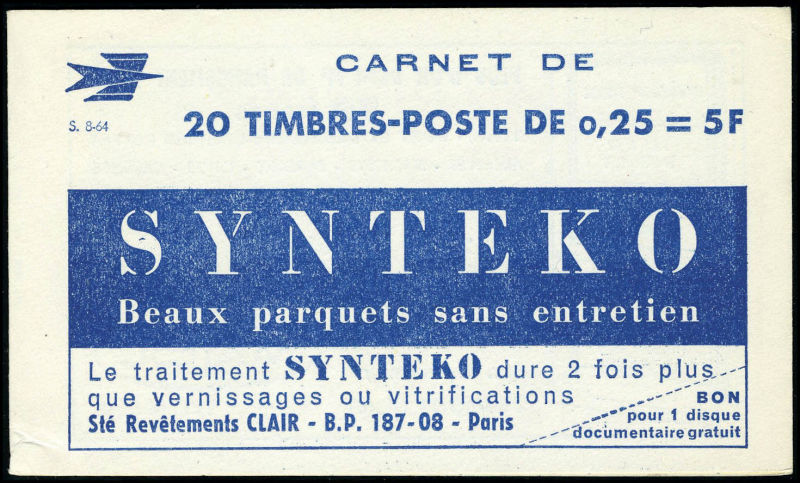 CARNET DE
S. 8-64
20 TIMBRES-POSTE DE 0,25 = 5F
SYNTEKO
Beaux parquets sans entretien
Le traitement SYNTEKO dure 2 fois plus
que vernissages ou vitrifications
Sté Revêtements CLAIR - B.P. 187-08 - Paris
BON
pour 1 disque
documentaire gratuit